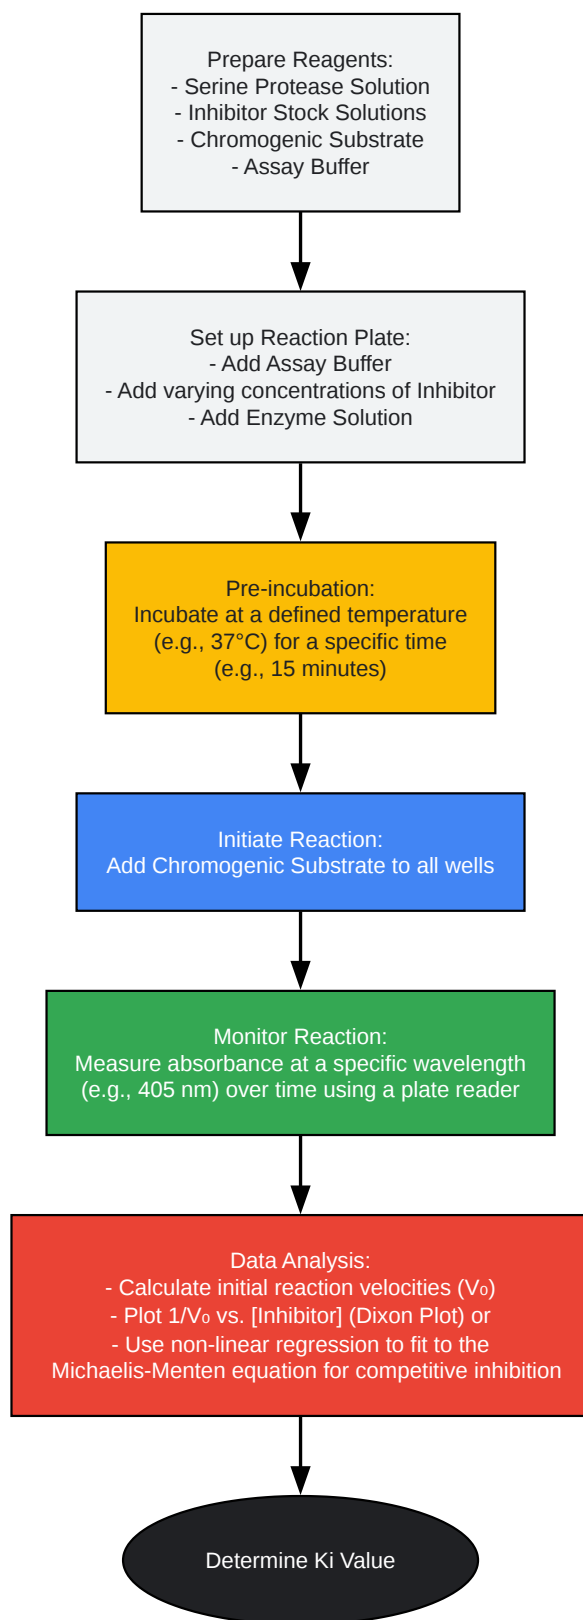 Prepare Reagents:
- Serine Protease Solution
- Inhibitor Stock Solutions
- Chromogenic Substrate
- Assay Buffer
Set up Reaction Plate:
- Add Assay Buffer
- Add varying concentrations of Inhibitor
- Add Enzyme Solution
Pre-incubation:
Incubate at a defined temperature
(e.g., 37°C) for a specific time
(e.g., 15 minutes)
Initiate Reaction:
Add Chromogenic Substrate to all wells
Monitor Reaction:
Measure absorbance at a specific wavelength
(e.g., 405 nm) over time using a plate reader
Data Analysis:
- Calculate initial reaction velocities (V₀)
- Plot 1/V₀ vs. [Inhibitor] (Dixon Plot) or
- Use non-linear regression to fit to the
Michaelis-Menten equation for competitive inhibition
Determine Ki Value